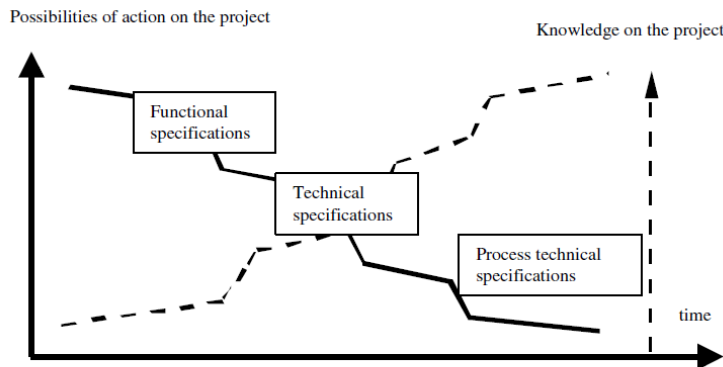 Possibilities of action on the project
Knowledge on the project
Functional
specifications
Technical
specifications
Process technical
specifications
time